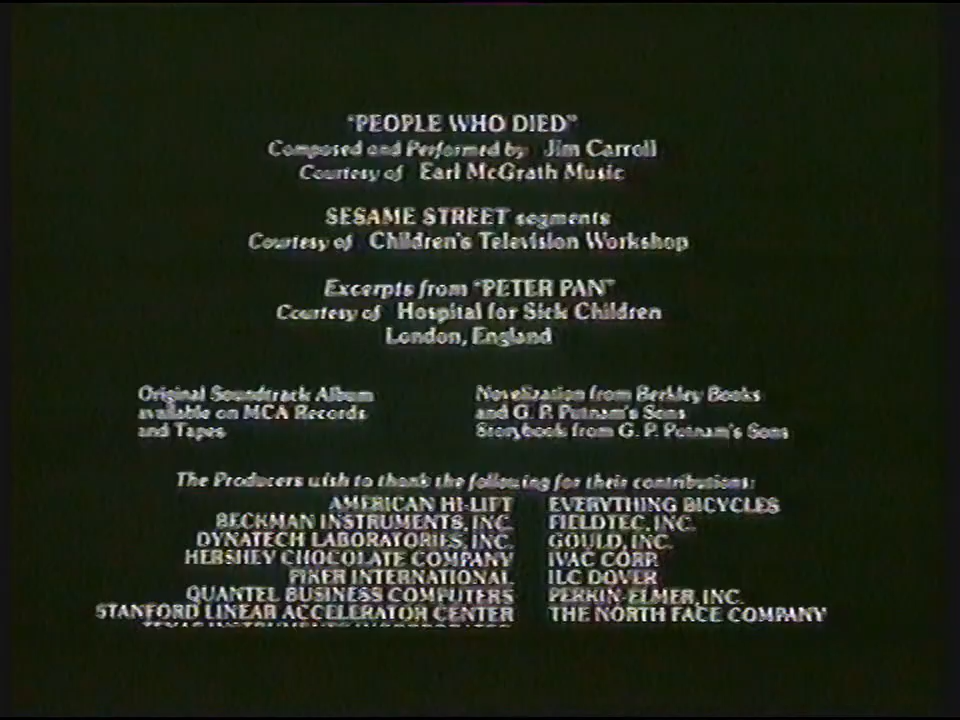 "PEOPLE WHO DIED"
Composed and Performed by Jim Carroll
Courtesy of Earl McGrath Music
SESAME STREET segments
Courtesy of Children's Television Workshop
Excerpts from "PETER PAN"
Courtesy of Hospital for Sick Children
London, England
Original Soundtrack Album
available on MCA Records
and Tapes
Novelization from Berkley Books
and G. P. Putnam's Sons
Storybook from G. P. Putnam's Sons
The Producers wish to thank the following for their contributions:
AMERICAN HI-LIFT
BECKMAN INSTRUMENTS, INC.
DYNATECH LABORATORIES, INC.
HERSHEY CHOCOLATE COMPANY
INTERNATIONAL
QUANTEL BUSINESS COMPUTERS
STANFORD LINEAR ACCELERATOR CENTER
TEXAS INSTRUMENTS INCORPORATED
EVERYTHING BICYCLES
FIELDTEC, INC.
GOULD, INC.
IVAC CORP.
ILC DOVER
PERKIN-ELMER, INC.
THE NORTH FACE COMPANY